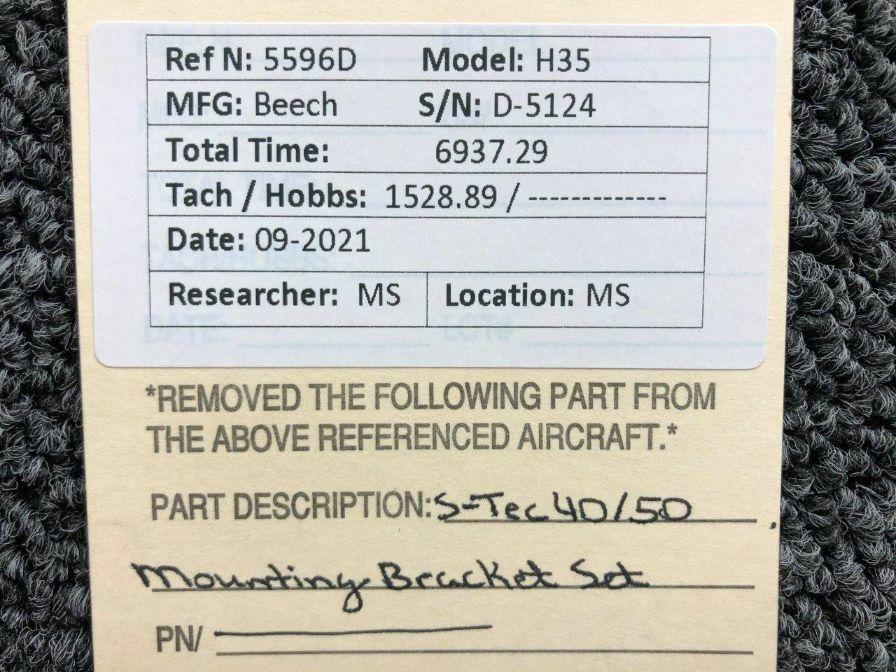 Ref N: 5596D Model: H35
MFG: Beech S/N: D-5124
Total Time: 6937.29
Tach / Hobbs: 1528.89 / -------------
Date: 09-2021
Researcher: MS Location: MS
DATE: LOT#
*REMOVED THE FOLLOWING PART FROM
THE ABOVE REFERENCED AIRCRAFT.*
PART DESCRIPTION: S-Tec 40/50
Mounting Bracket Set
PN/